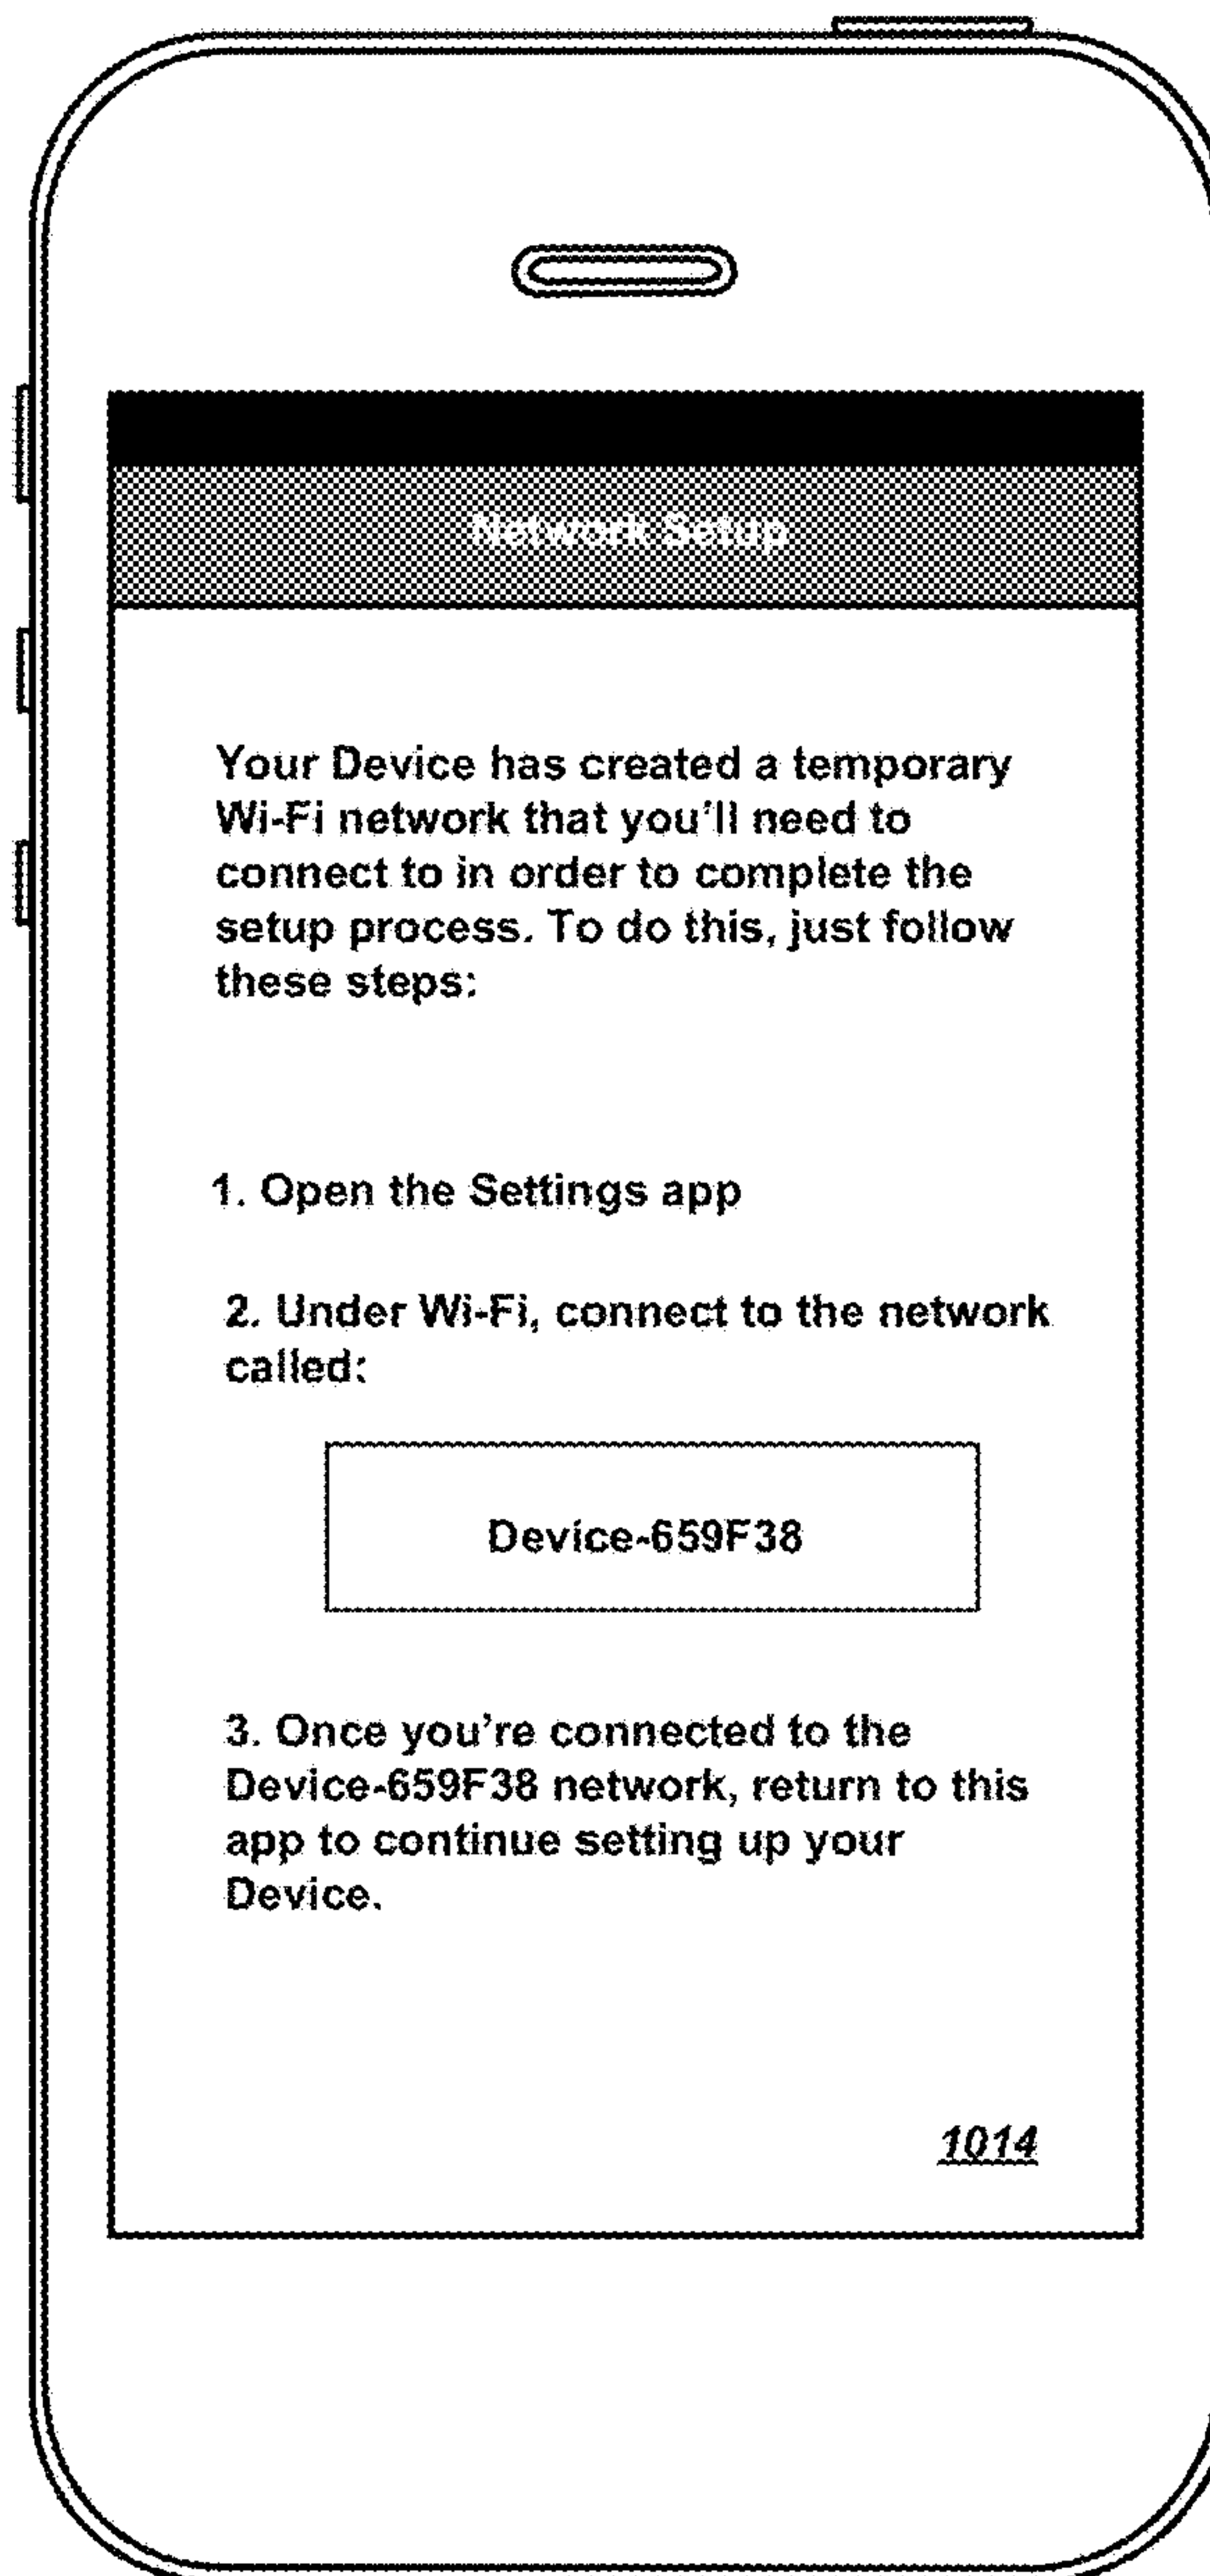 Network Setup
Your Device has created a temporary
Wi-Fi network that you'll need to
connect to in order to complete the
setup process. To do this, just follow
these steps:
1. Open the Settings app
2. Under Wi-Fi, connect to the network
called:
Device-659F38
3. Once you're connected to the
Device-659F38 network, return to this
app to continue setting up your
Device.
1014